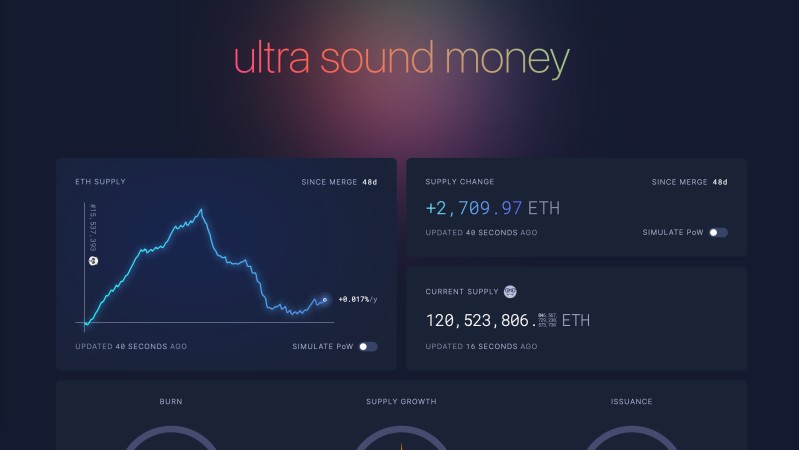 ultra sound money
ETH SUPPLY
SINCE MERGE 48d
#15,537,393
+0.017%/y
UPDATED 40 SECONDS AGO
SIMULATE PoW
SUPPLY CHANGE
SINCE MERGE 48d
+2,709.97 ETH
UPDATED 40 SECONDS AGO
SIMULATE PoW
CURRENT SUPPLY
120,523,806. ETH
UPDATED 16 SECONDS AGO
BURN
SUPPLY GROWTH
ISSUANCE